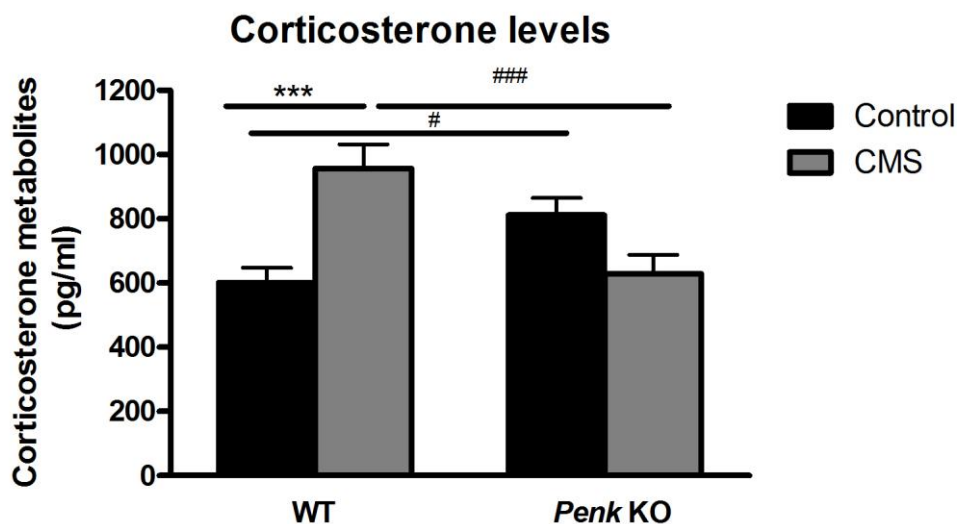 Corticosterone levels
Corticosterone metabolites
(pg/ml)
1200
1000
800
600
400
200
0
***
###
#
WT
Penk KO
Control
CMS